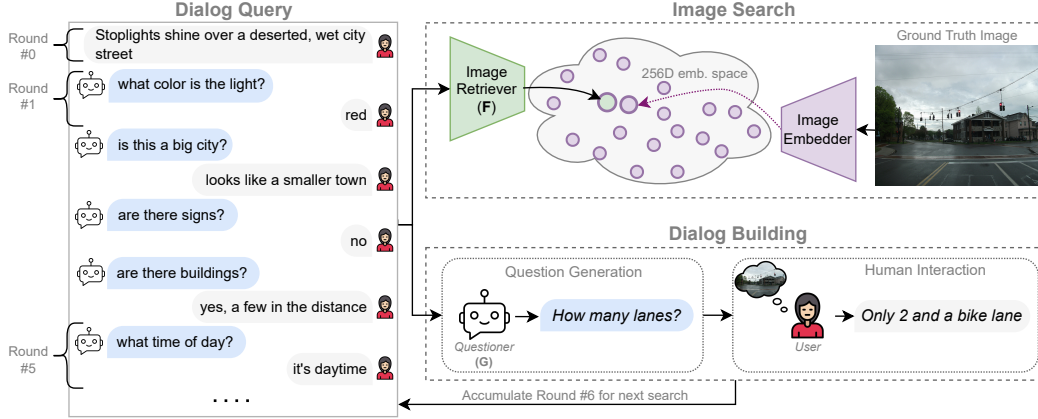 Dialog Query
Round
#0
Stoplights shine over a deserted, wet city
street
Round
#1
what color is the light?
red
is this a big city?
looks like a smaller town
are there signs?
no
are there buildings?
yes, a few in the distance
Round
#5
what time of day?
it's daytime
. . . .
Image Search
Image
Retriever
(F)
256D emb. space
Image
Embedder
Ground Truth Image
Dialog Building
Question Generation
Questioner
(G)
How many lanes?
Human Interaction
User
Only 2 and a bike lane
Accumulate Round #6 for next search